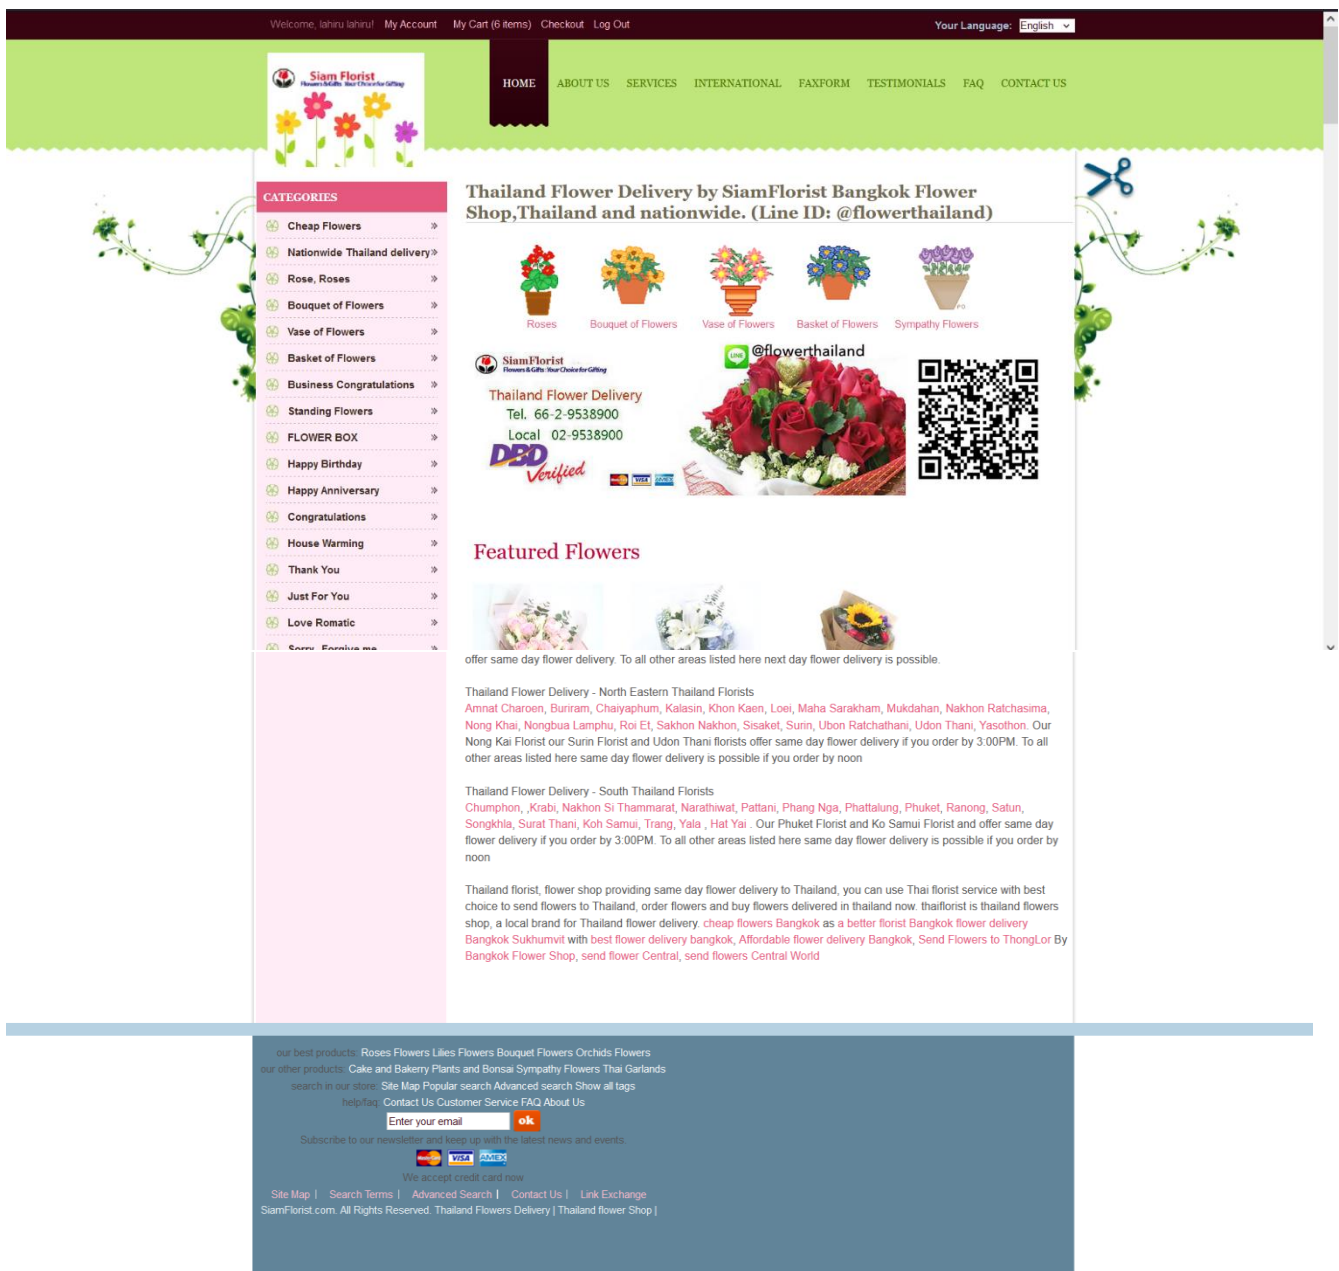 Welcome, lahiru lahiru! My Account My Cart (6 items) Checkout Log Out
Your Language: English
Siam Florist
Flowers & Gifts: Your Choice for Gifting
HOME ABOUT US SERVICES INTERNATIONAL FAXFORM TESTIMONIALS FAQ CONTACT US
CATEGORIES
Cheap Flowers
Nationwide Thailand delivery
Rose, Roses
Bouquet of Flowers
Vase of Flowers
Basket of Flowers
Business Congratulations
Standing Flowers
FLOWER BOX
Happy Birthday
Happy Anniversary
Congratulations
House Warming
Thank You
Just For You
Love Romatic
Sorry, Forgive me
Thailand Flower Delivery by SiamFlorist Bangkok Flower
Shop,Thailand and nationwide. (Line ID: @flowerthailand)
Roses Bouquet of Flowers Vase of Flowers Basket of Flowers Sympathy Flowers
SiamFlorist
Flowers & Gifts: Your Choice for Gifting
Thailand Flower Delivery
Tel. 66-2-9538900
Local 02-9538900
DBD
Verified
MasterCard VISA AMEX
LINE @flowerthailand
Featured Flowers
offer same day flower delivery. To all other areas listed here next day flower delivery is possible.
Thailand Flower Delivery - North Eastern Thailand Florists
Amnat Charoen, Buriram, Chaiyaphum, Kalasin, Khon Kaen, Loei, Maha Sarakham, Mukdahan, Nakhon Ratchasima,
Nong Khai, Nongbua Lamphu, Roi Et, Sakhon Nakhon, Sisaket, Surin, Ubon Ratchathani, Udon Thani, Yasothon. Our
Nong Kai Florist our Surin Florist and Udon Thani florists offer same day flower delivery if you order by 3:00PM. To all
other areas listed here same day flower delivery is possible if you order by noon
Thailand Flower Delivery - South Thailand Florists
Chumphon, ,Krabi, Nakhon Si Thammarat, Narathiwat, Pattani, Phang Nga, Phattalung, Phuket, Ranong, Satun,
Songkhla, Surat Thani, Koh Samui, Trang, Yala , Hat Yai . Our Phuket Florist and Ko Samui Florist and offer same day
flower delivery if you order by 3:00PM. To all other areas listed here same day flower delivery is possible if you order by
noon
Thailand florist, flower shop providing same day flower delivery to Thailand, you can use Thai florist service with best
choice to send flowers to Thailand, order flowers and buy flowers delivered in thailand now. thaiflorist is thailand flowers
shop, a local brand for Thailand flower delivery. cheap flowers Bangkok as a better florist Bangkok flower delivery
Bangkok Sukhumvit with best flower delivery bangkok, Affordable flower delivery Bangkok, Send Flowers to ThongLor By
Bangkok Flower Shop, send flower Central, send flowers Central World
our best products: Roses Flowers Lilies Flowers Bouquet Flowers Orchids Flowers
our other products: Cake and Bakerry Plants and Bonsai Sympathy Flowers Thai Garlands
search in our store: Site Map Popular search Advanced search Show all tags
help/faq: Contact Us Customer Service FAQ About Us
Enter your email ok
Subscribe to our newsletter and keep up with the latest news and events.
MasterCard VISA AMEX
We accept credit card now
Site Map | Search Terms | Advanced Search | Contact Us | Link Exchange
SiamFlorist.com. All Rights Reserved. Thailand Flowers Delivery | Thailand flower Shop |